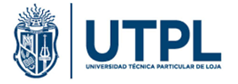 UTPL
UNIVERSIDAD TÉCNICA PARTICULAR DE LOJA